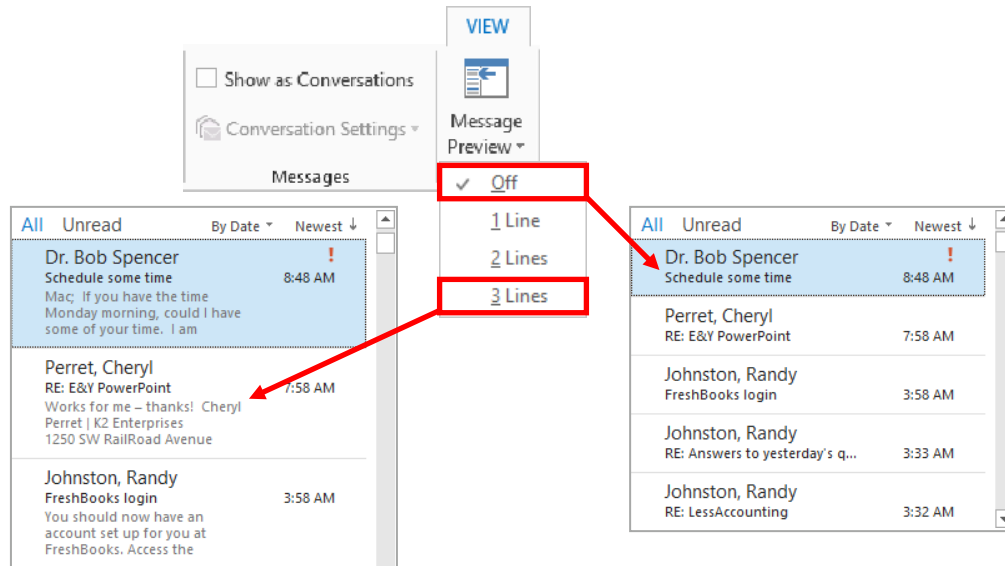 VIEW
Show as Conversations
Conversation Settings
Messages
Message
Preview
Off
1 Line
2 Lines
3 Lines
All Unread By Date Newest ↓
Dr. Bob Spencer !
Schedule some time 8:48 AM
Mac; If you have the time
Monday morning, could I have
some of your time. I am
Perret, Cheryl
RE: E&Y PowerPoint 7:58 AM
Works for me – thanks! Cheryl
Perret | K2 Enterprises
1250 SW RailRoad Avenue
Johnston, Randy
FreshBooks login 3:58 AM
You should now have an
account set up for you at
FreshBooks. Access the
All Unread By Date Newest ↓
Dr. Bob Spencer !
Schedule some time 8:48 AM
Perret, Cheryl
RE: E&Y PowerPoint 7:58 AM
Johnston, Randy
FreshBooks login 3:58 AM
Johnston, Randy
RE: Answers to yesterday's q... 3:33 AM
Johnston, Randy
RE: LessAccounting 3:32 AM